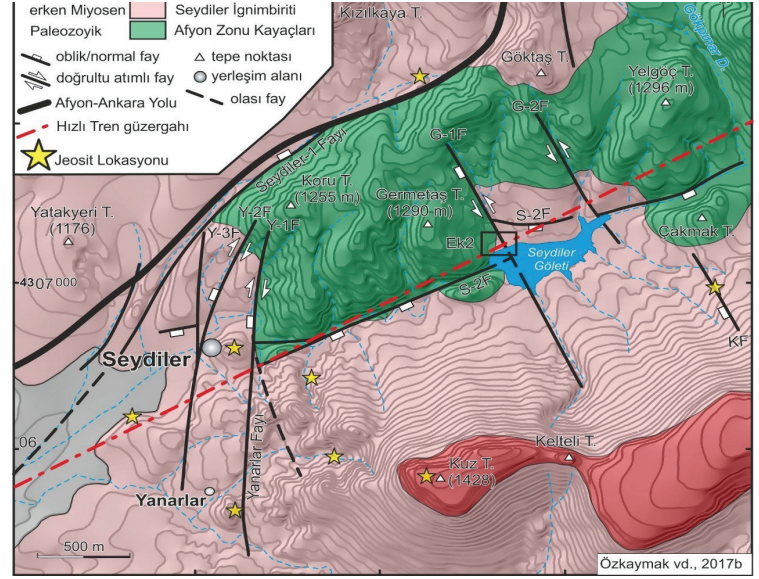 erken Miyosen Seydiler İgnimbiriti
Paleozoyik Afyon Zonu Kayaçları
oblik/normal fay tepe noktası
doğrultu atımlı fay yerleşim alanı
Afyon-Ankara Yolu olası fay
Hızlı Tren güzergahı
Jeosit Lokasyonu
Kızılkaya T.
Göktaş T.
Gökpınar D.
Yelgöç T.
(1296 m)
G-2F
G-1F
Seydiler-1 Fayı
Koru T.
(1255 m)
Germetaş T.
(1290 m)
Yatakyeri T.
(1176)
Y-3F
Y-2F
Y-1F
S-2F
Çakmak T.
Ek2
Seydiler
Göleti
4307000
S-2F
KF
Seydiler
06
Yanarlar Fayı
Kelteli T.
Kuz T.
(1428)
Yanarlar
500 m
Özkaymak vd., 2017b